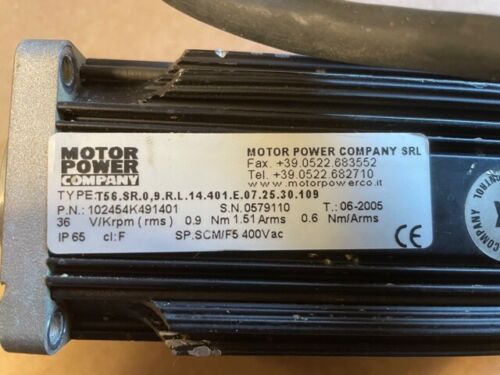 MOTOR
POWER
COMPANY
MOTOR POWER COMPANY SRL
Fax. +39.0522.683552
Tel. +39.0522.682710
www.motorpowerco.it
TYPE:T56.SR.0,9.R.L.14.401.E.07.25.30.109
P.N.: 102454K491401 S.N.0579110 T.: 06-2005
36 V/Krpm ( rms ) 0.9 Nm 1.51 Arms 0.6 Nm/Arms
IP 65 cl:F SP.SCM/F5 400Vac
COMPANY